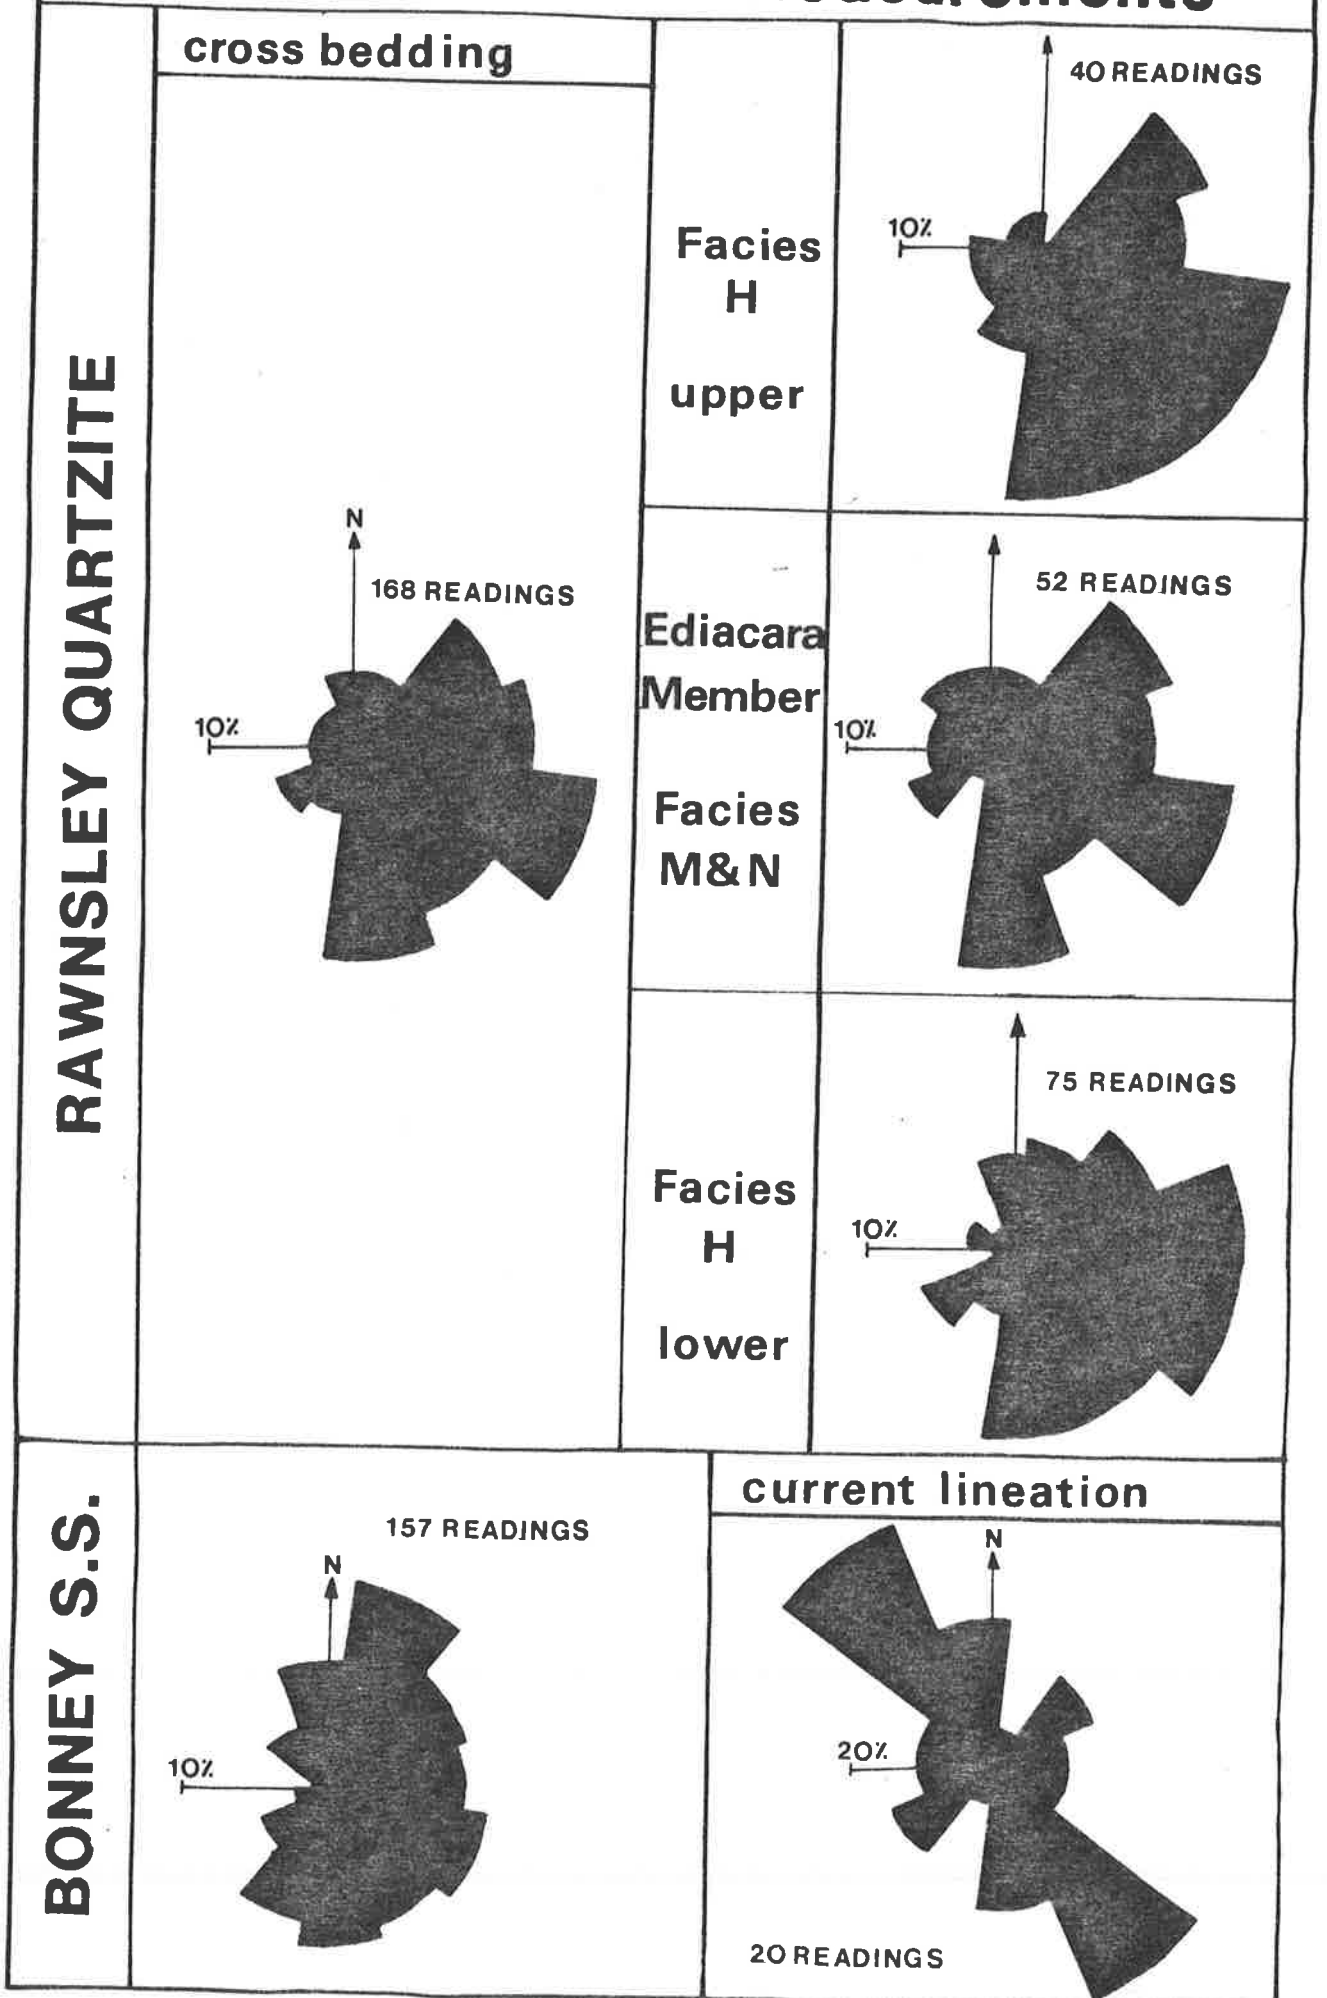 cross bedding
40 READINGS
10%
Facies
H
upper
RAWNSLEY QUARTZITE
N
168 READINGS
10%
Ediacara
Member
Facies
M&N
52 READINGS
10%
75 READINGS
10%
Facies
H
lower
BONNEY S.S.
157 READINGS
N
10%
current lineation
N
20%
20 READINGS